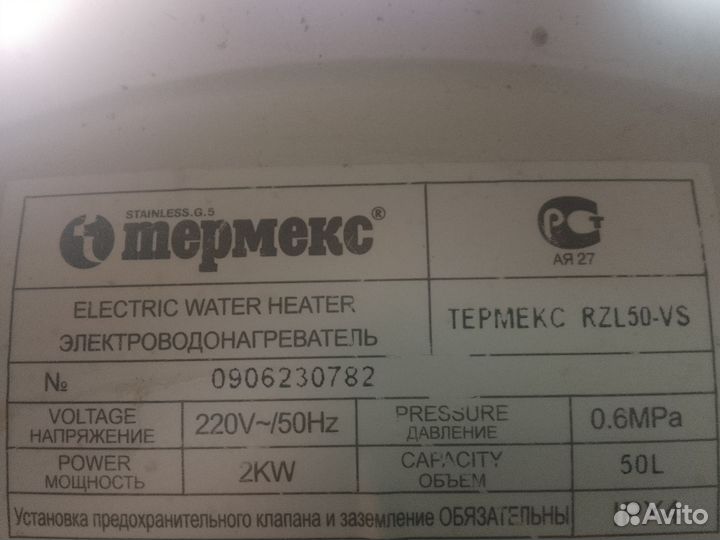 STAINLESS.G.5
термекс®
РСТ
АЯ 27
ELECTRIC WATER HEATER
ЭЛЕКТРОВОДОНАГРЕВАТЕЛЬ
ТЕРМЕКС RZL50-VS
№ 0906230782
VOLTAGE
НАПРЯЖЕНИЕ
220V~/50Hz
PRESSURE
ДАВЛЕНИЕ
0.6MPa
POWER
МОЩНОСТЬ
2KW
CAPACITY
ОБЪЕМ
50L
Установка предохранительного клапана и заземление ОБЯЗАТЕЛЬНЫ
Avito